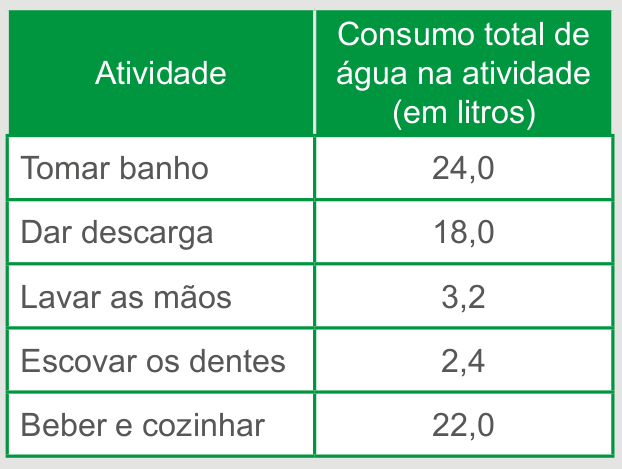 Atividade
Consumo total de
água na atividade
(em litros)
Tomar banho 24,0
Dar descarga 18,0
Lavar as mãos 3,2
Escovar os dentes 2,4
Beber e cozinhar 22,0